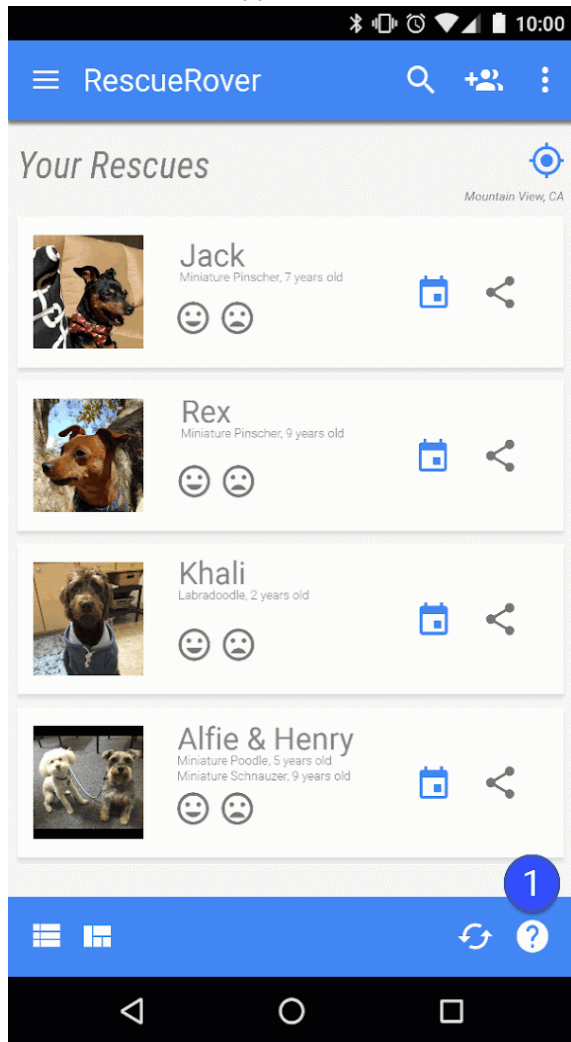 10:00
RescueRover
Your Rescues
Mountain View, CA
Jack
Miniature Pinscher, 7 years old
Rex
Miniature Pinscher, 9 years old
Khali
Labradoodle, 2 years old
Alfie & Henry
Miniature Poodle, 5 years old
Miniature Schnauzer, 9 years old
1
?